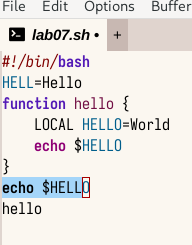 File Edit Options Buffer
lab07.sh • +
#!/bin/bash
HELL=Hello
function hello {
    LOCAL HELLO=World
    echo $HELLO
}
echo $HELLO
hello